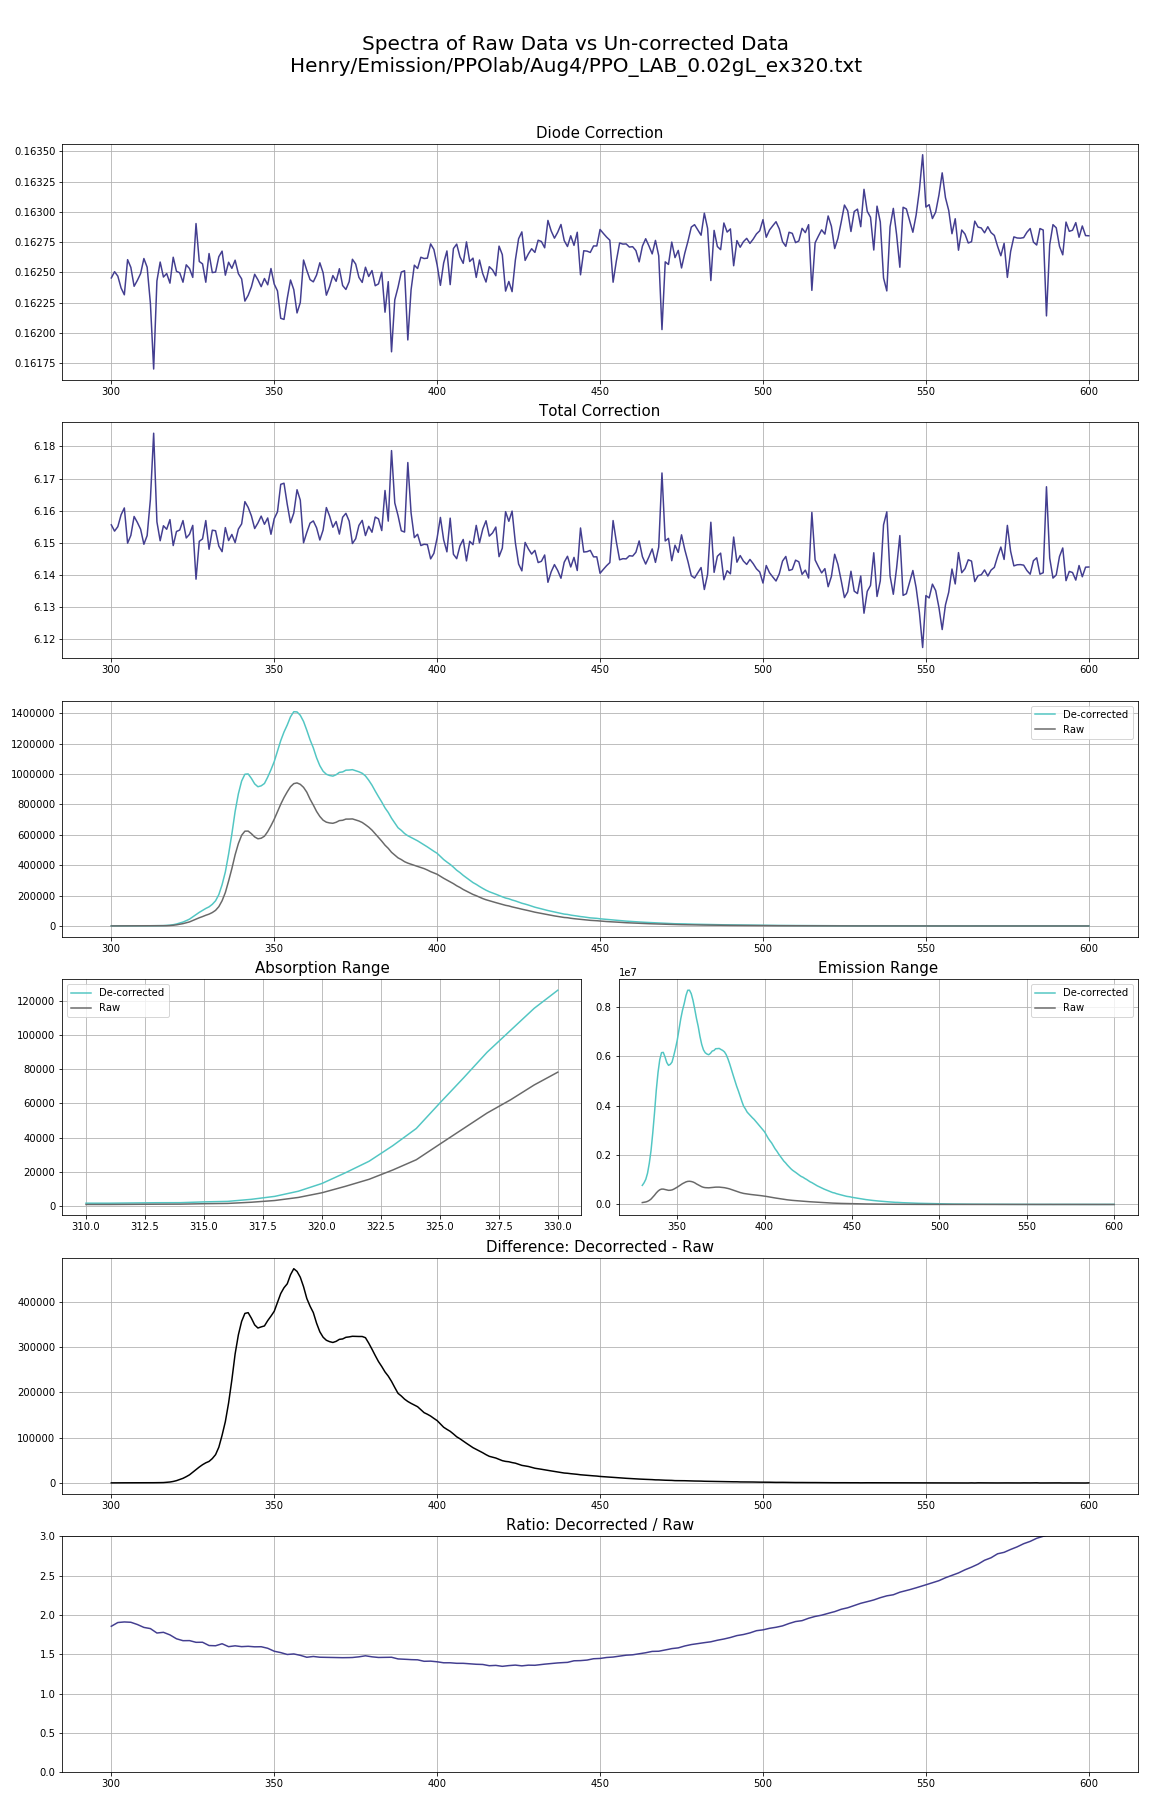 Spectra of Raw Data vs Un-corrected Data
Henry/Emission/PPOlab/Aug4/PPO_LAB_0.02gL_ex320.txt
Diode Correction
0.16350
0.16325
0.16300
0.16275
0.16250
0.16225
0.16200
0.16175
300 350 400 450 500 550 600
Total Correction
6.18
6.17
6.16
6.15
6.14
6.13
6.12
300 350 400 450 500 550 600
De-corrected
Raw
1400000
1200000
1000000
800000
600000
400000
200000
0
300 350 400 450 500 550 600
Absorption Range
De-corrected
Raw
120000
100000
80000
60000
40000
20000
0
310.0 312.5 315.0 317.5 320.0 322.5 325.0 327.5 330.0
Emission Range
1e7
De-corrected
Raw
0.8
0.6
0.4
0.2
0.0
350 400 450 500 550 600
Difference: Decorrected - Raw
400000
300000
200000
100000
0
300 350 400 450 500 550 600
Ratio: Decorrected / Raw
3.0
2.5
2.0
1.5
1.0
0.5
0.0
300 350 400 450 500 550 600